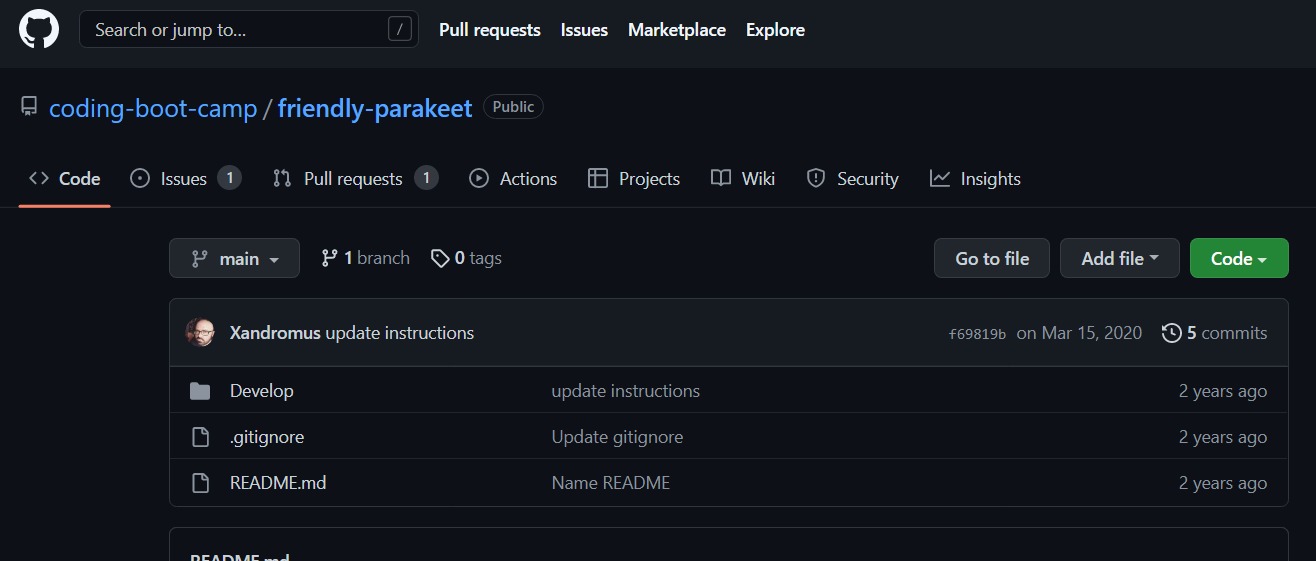 Search or jump to... / Pull requests Issues Marketplace Explore
coding-boot-camp / friendly-parakeet Public
Code Issues 1 Pull requests 1 Actions Projects Wiki Security Insights
main 1 branch 0 tags Go to file Add file Code
Xandromus update instructions f69819b on Mar 15, 2020 5 commits
Develop update instructions 2 years ago
.gitignore Update gitignore 2 years ago
README.md Name README 2 years ago
README.md